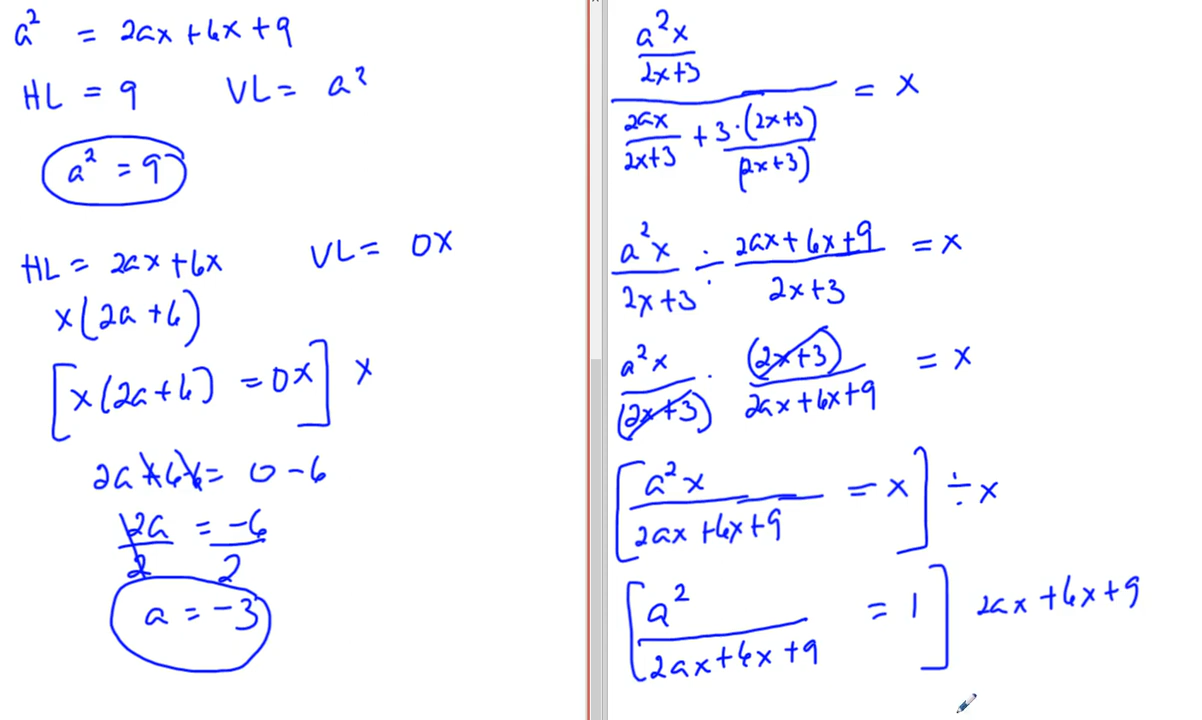 a² = 2ax + 6x + 9
HL = 9 VL = a²
a² = 9
HL = 2ax + 6x VL = 0x
x(2a + 6)
[x(2a + 6) = 0x] x
2a + 6 = 0 - 6
2a/2 = -6/2
a = -3
a²x
2x+3
2ax/2x+3 + 3·(2x+3)/(2x+3) = x
a²x/2x+3 ÷ 2ax+6x+9/2x+3 = x
a²x/(2x+3) · (2x+3)/2ax+6x+9 = x
[a²x/2ax+6x+9 = x] ÷ x
[a²/2ax+6x+9 = 1] 2ax+6x+9